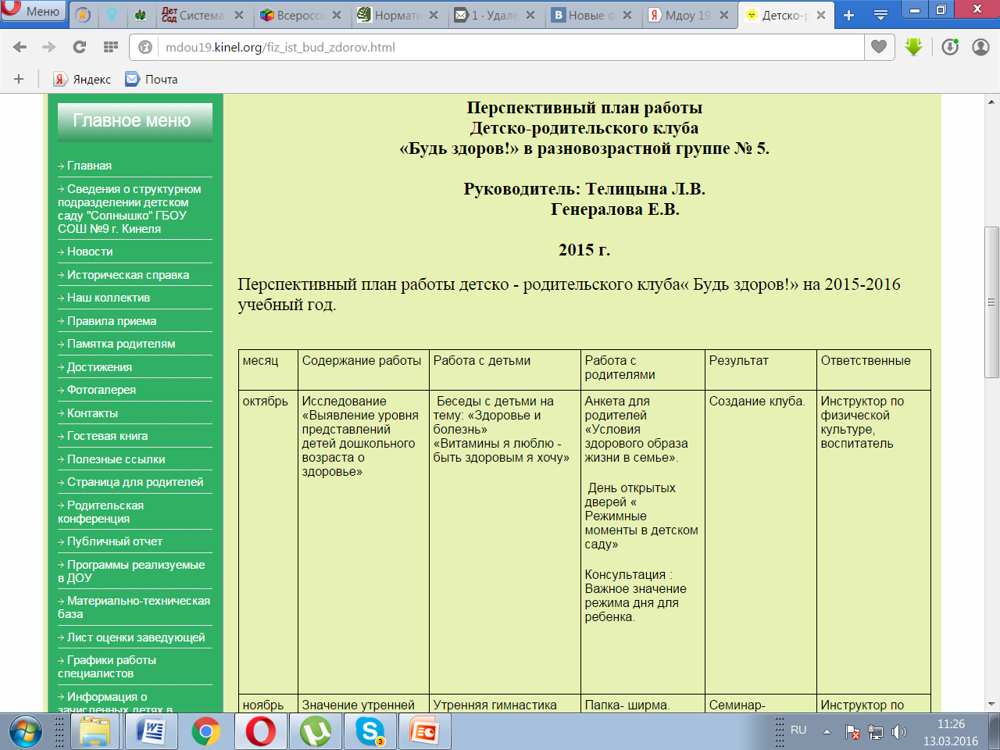 Меню
Дет Сад
Система
Всеросси
Нормати
1 · Удалё
Новые ф
Мдоу 19
Детско-р
mdou19.kinel.org/fiz_ist_bud_zdorov.html
Яндекс
Почта
Главное меню
Главная
Сведения о структурном
подразделении детском
саду "Солнышко" ГБОУ
СОШ №9 г. Кинеля
Новости
Историческая справка
Наш коллектив
Правила приема
Памятка родителям
Достижения
Фотогалерея
Контакты
Гостевая книга
Полезные ссылки
Страница для родителей
Родительская
конференция
Публичный отчет
Программы реализуемые
в ДОУ
Материально-техническая
база
Лист оценки заведующей
Графики работы
специалистов
Информация о
зачисленных детях в
Перспективный план работы
Детско-родительского клуба
«Будь здоров!» в разновозрастной группе № 5.
Руководитель: Телицына Л.В.
Генералова Е.В.
2015 г.
Перспективный план работы детско - родительского клуба« Будь здоров!» на 2015-2016
учебный год.
месяц
Содержание работы
Работа с детьми
Работа с
родителями
Результат
Ответственные
октябрь
Исследование
«Выявление уровня
представлений
детей дошкольного
возраста о
здоровье»
Беседы с детьми на
тему: «Здоровье и
болезнь»
«Витамины я люблю -
быть здоровым я хочу»
Анкета для
родителей
«Условия
здорового образа
жизни в семье».
День открытых
дверей «
Режимные
моменты в детском
саду»
Консультация :
Важное значение
режима дня для
ребенка.
Создание клуба.
Инструктор по
физической
культуре,
воспитатель
ноябрь
Значение утренней
Утренняя гимнастика
Папка- ширма.
Семинар-
Инструктор по
3
RU
11:26
13.03.2016